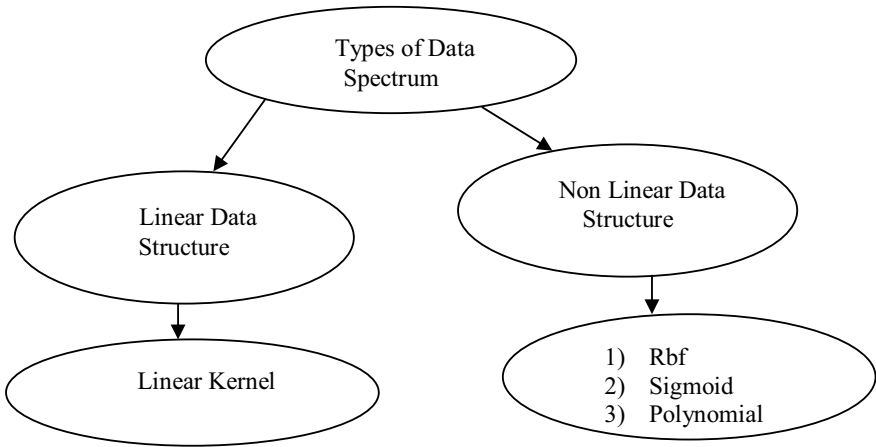 Types of Data
Spectrum
Linear Data
Structure
Non Linear Data
Structure
Linear Kernel
1) Rbf
2) Sigmoid
3) Polynomial